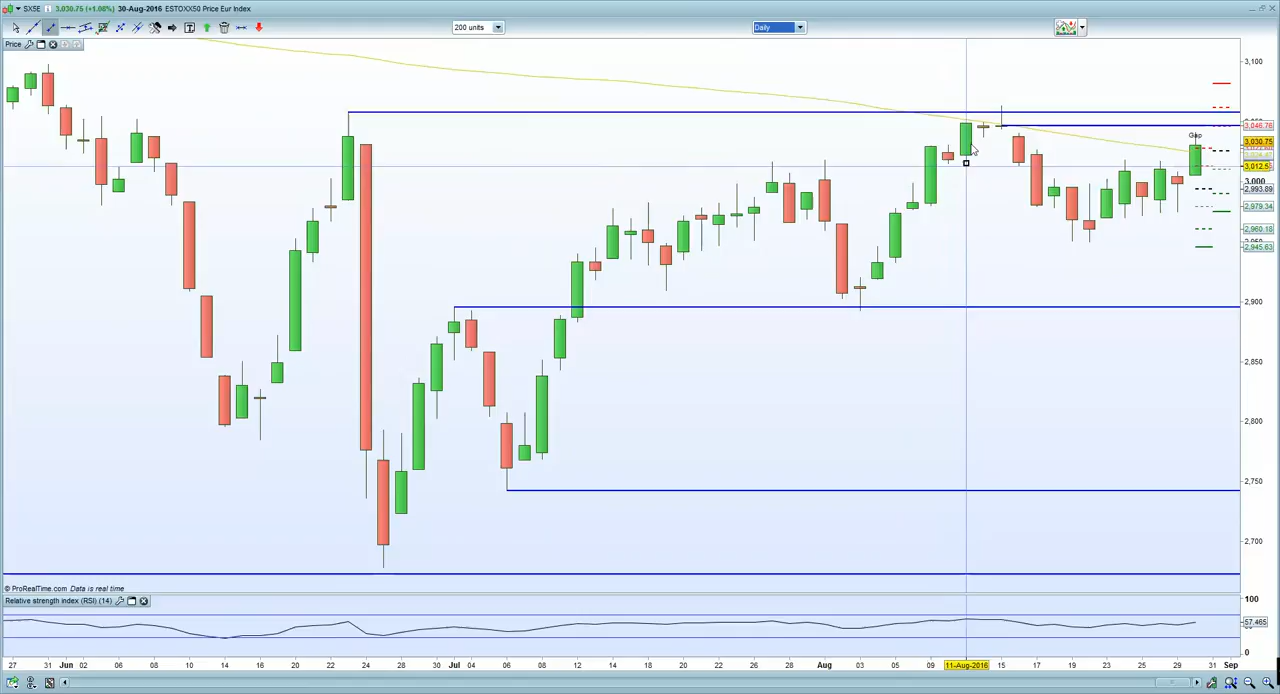 SX5E 3,030.75 (+1.06%) 30-Aug-2016 ESTOXX50 Price Eur Index
200 units
Daily
Price
3,100
3,046.76
Gap
3,030.75
3,012.5
3,000
2,993.89
2,979.34
2,960.18
2,945.63
2,900
2,850
2,800
2,750
2,700
© ProRealTime.com Data is real time
Relative strength index (RSI) (14)
100
57.465
0
27 31 Jun 02 06 08 10 14 16 20 22 24 28 30 Jul 04 06 08 12 14 18 20 22 26 28 Aug 03 05 09 11-Aug-2016 15 17 19 23 25 29 31 Sep